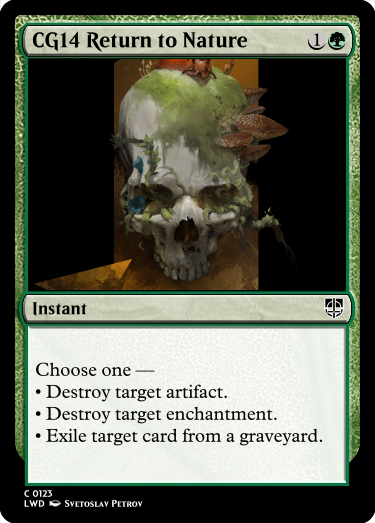 CG14 Return to Nature 1
Instant
Choose one —
• Destroy target artifact.
• Destroy target enchantment.
• Exile target card from a graveyard.
C 0123
LWD Svetoslav Petrov